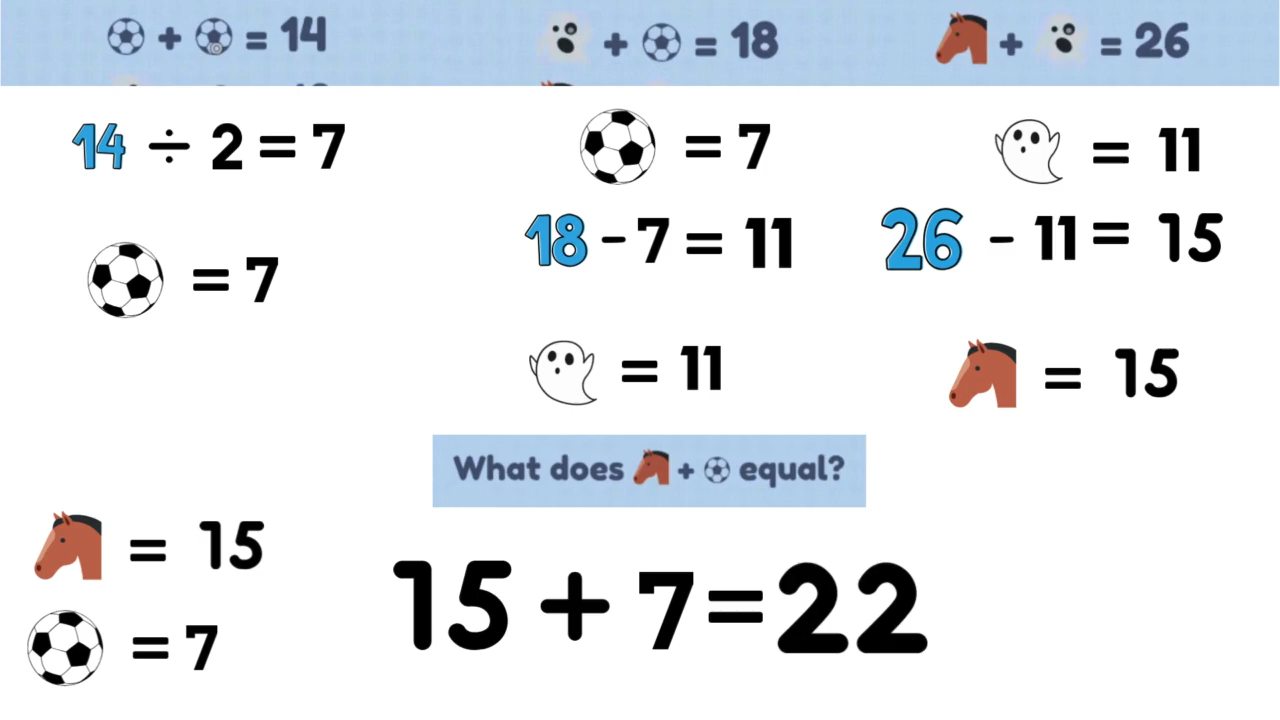 + = 14
+ = 18
+ = 26
14 ÷ 2 = 7
= 7
= 7
18 - 7 = 11
= 11
= 11
26 - 11 = 15
= 15
What does + equal?
= 15
= 7
15 + 7 = 22